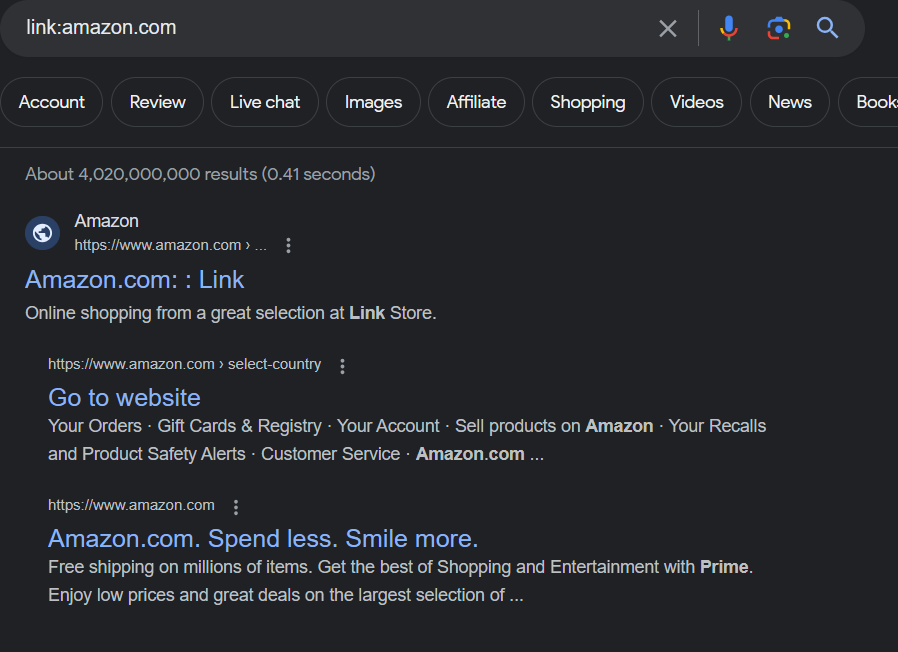 link:amazon.com
Account Review Live chat Images Affiliate Shopping Videos News Books
About 4,020,000,000 results (0.41 seconds)
Amazon
https://www.amazon.com › ...
Amazon.com: : Link
Online shopping from a great selection at Link Store.
https://www.amazon.com › select-country
Go to website
Your Orders · Gift Cards & Registry · Your Account · Sell products on Amazon · Your Recalls
and Product Safety Alerts · Customer Service · Amazon.com ...
https://www.amazon.com
Amazon.com. Spend less. Smile more.
Free shipping on millions of items. Get the best of Shopping and Entertainment with Prime.
Enjoy low prices and great deals on the largest selection of ...